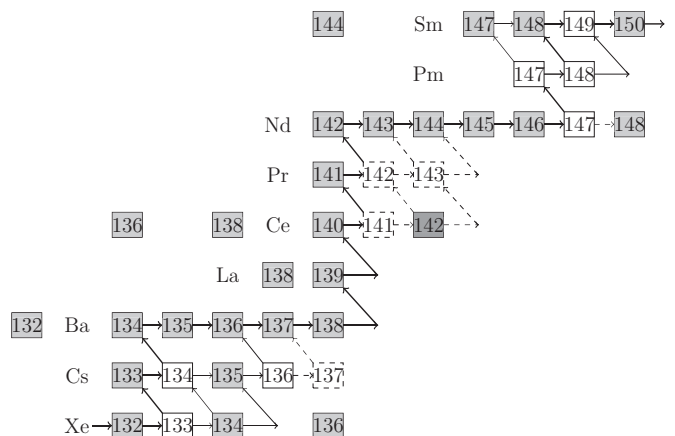 144 Sm 147 148 149 150
Pm 147 148
Nd 142 143 144 145 146 147 148
Pr 141 142 143
136 138 Ce 140 141 142
La 138 139
132 Ba 134 135 136 137 138
Cs 133 134 135 136 137
Xe 132 133 134 136